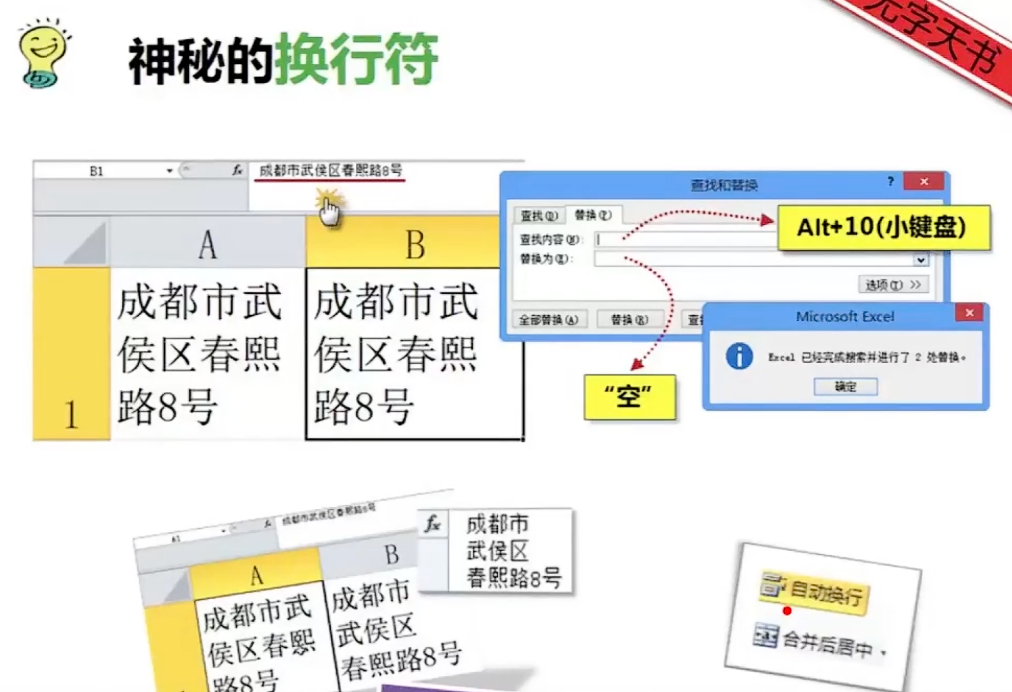 神秘的换行符
无字天书
B1
fx
成都市武侯区春熙路8号
A
B
成都市武
侯区春熙
路8号
成都市武
侯区春熙
路8号
1
查找和替换
?
查找(D)
替换(P)
查找内容(N):
替换为(E):
选项(T) >>
全部替换(A)
替换(R)
查
Alt+10(小键盘)
“空”
Microsoft Excel
Excel 已经完成搜索并进行了 2 处替换。
确定
A1
fx
成都市武侯区春熙路8号
A
B
成都市武
侯区春熙
路8号
成都市
武侯区
春熙路8号
fx
成都市
武侯区
春熙路8号
自动换行
合并后居中